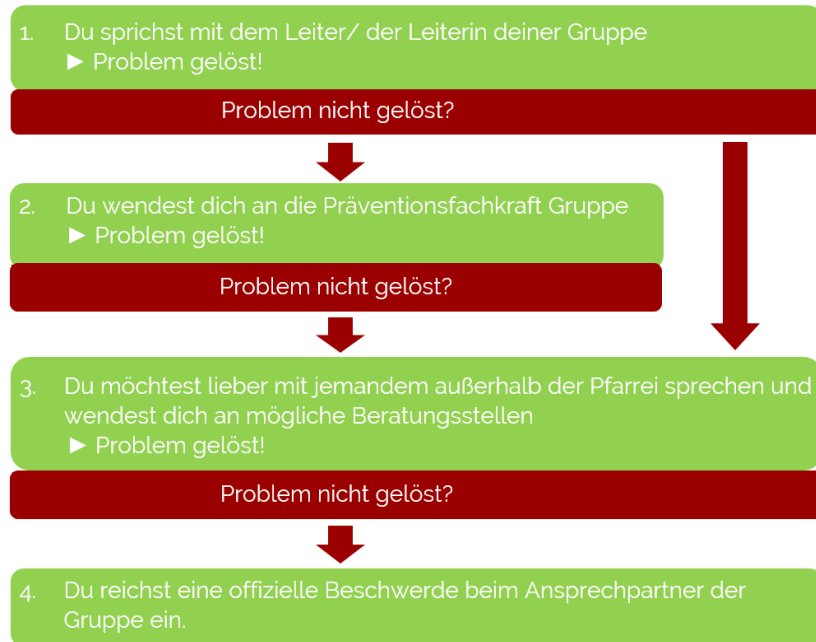 1. Du sprichst mit dem Leiter/ der Leiterin deiner Gruppe
► Problem gelöst!
Problem nicht gelöst?
2. Du wendest dich an die Präventionsfachkraft Gruppe
► Problem gelöst!
Problem nicht gelöst?
3. Du möchtest lieber mit jemandem außerhalb der Pfarrei sprechen und
wendest dich an mögliche Beratungsstellen
► Problem gelöst!
Problem nicht gelöst?
4. Du reichst eine offizielle Beschwerde beim Ansprechpartner der
Gruppe ein.